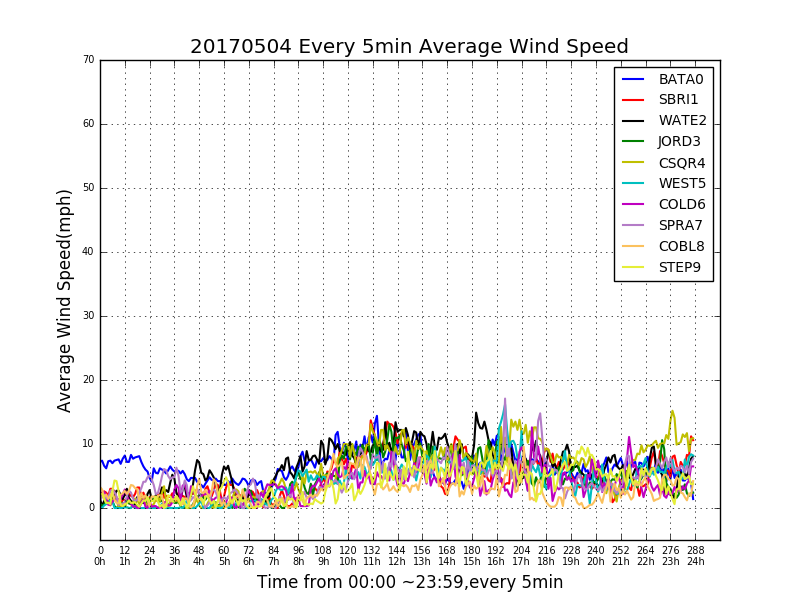 20170504 Every 5min Average Wind Speed
70
60
50
40
30
20
10
0
Average Wind Speed(mph)
BATA0
SBRI1
WATE2
JORD3
CSQR4
WEST5
COLD6
SPRA7
COBL8
STEP9
0 12 24 36 48 60 72 84 96 108 120 132 144 156 168 180 192 204 216 228 240 252 264 276 288
0h 1h 2h 3h 4h 5h 6h 7h 8h 9h 10h 11h 12h 13h 14h 15h 16h 17h 18h 19h 20h 21h 22h 23h 24h
Time from 00:00 ~23:59,every 5min